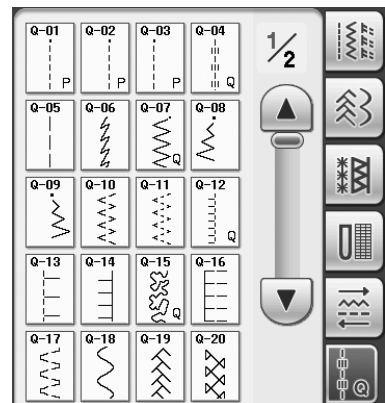 Q-01 Q-02 Q-03 Q-04
P P P Q
1/2
Q-05 Q-06 Q-07 Q-08
Q
Q-09 Q-10 Q-11 Q-12
Q
Q-13 Q-14 Q-15 Q-16
Q
Q-17 Q-18 Q-19 Q-20
Q